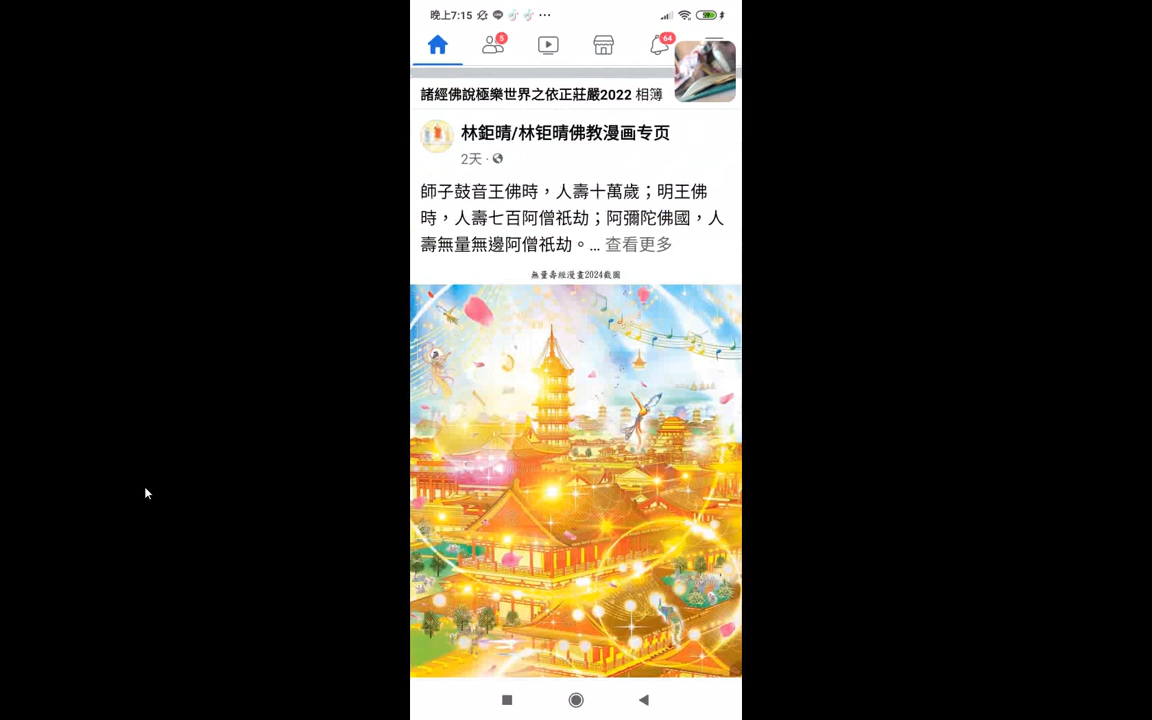 晚上7:15
59
5
64
諸經佛說極樂世界之依正莊嚴2022 相簿
林鉅晴/林钜晴佛教漫画专页
2天
師子鼓音王佛時，人壽十萬歲；明王佛
時，人壽七百阿僧祇劫；阿彌陀佛國，人
壽無量無邊阿僧祇劫。... 查看更多
無量壽經漫畫2024截圖